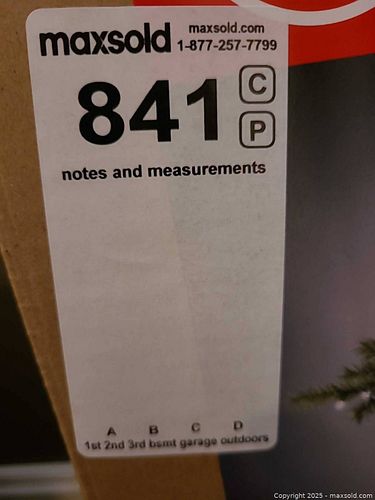 maxsold maxsold.com
1-877-257-7799
841 C
P
notes and measurements
A B C D
1st 2nd 3rd bsmt garage outdoors
Copyright 2025 - maxsold.com